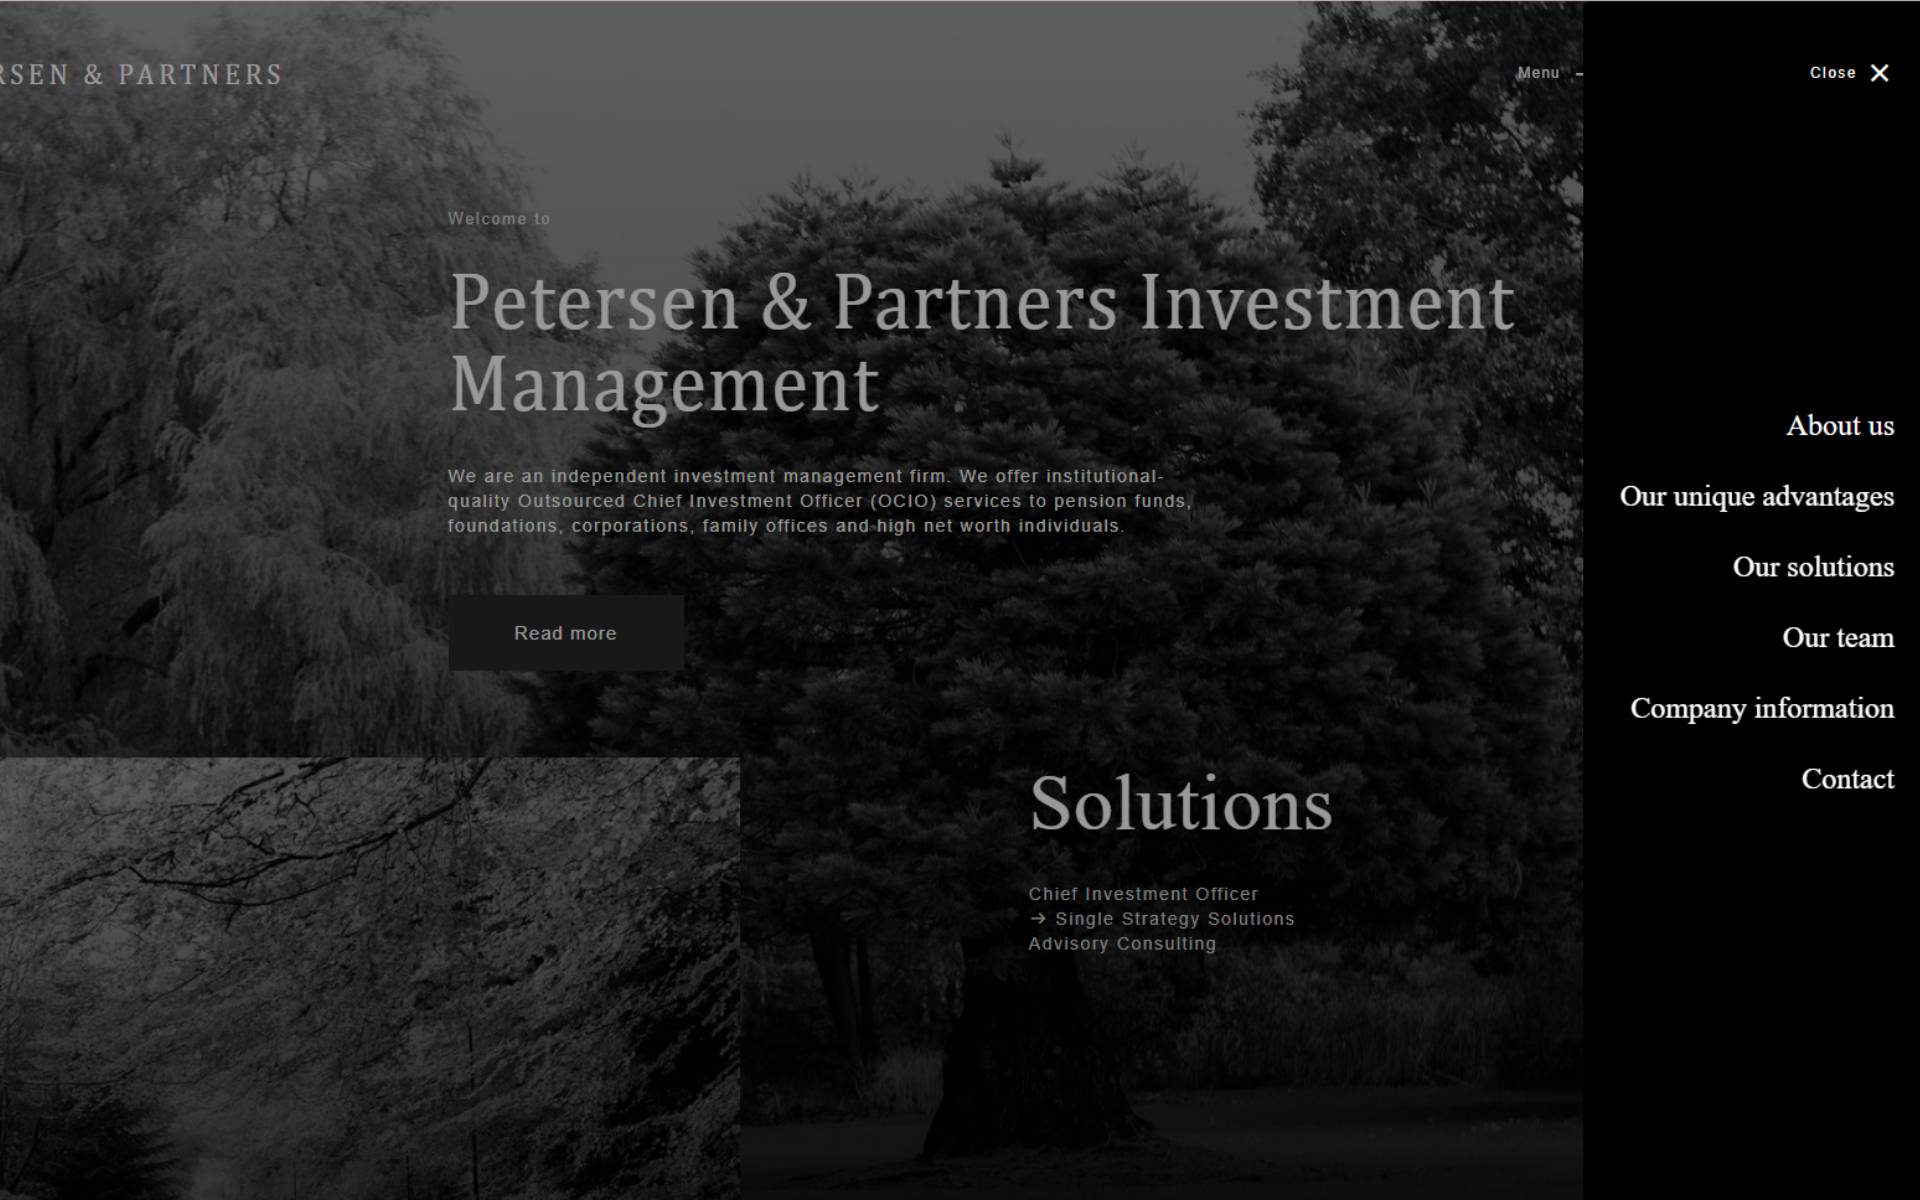 RSEN & PARTNERS
Menu
Close
Welcome to
Petersen & Partners Investment
Management
We are an independent investment management firm. We offer institutional-
quality Outsourced Chief Investment Officer (OCIO) services to pension funds,
foundations, corporations, family offices and high net worth individuals.
Read more
Solutions
Chief Investment Officer
→ Single Strategy Solutions
Advisory Consulting
About us
Our unique advantages
Our solutions
Our team
Company information
Contact